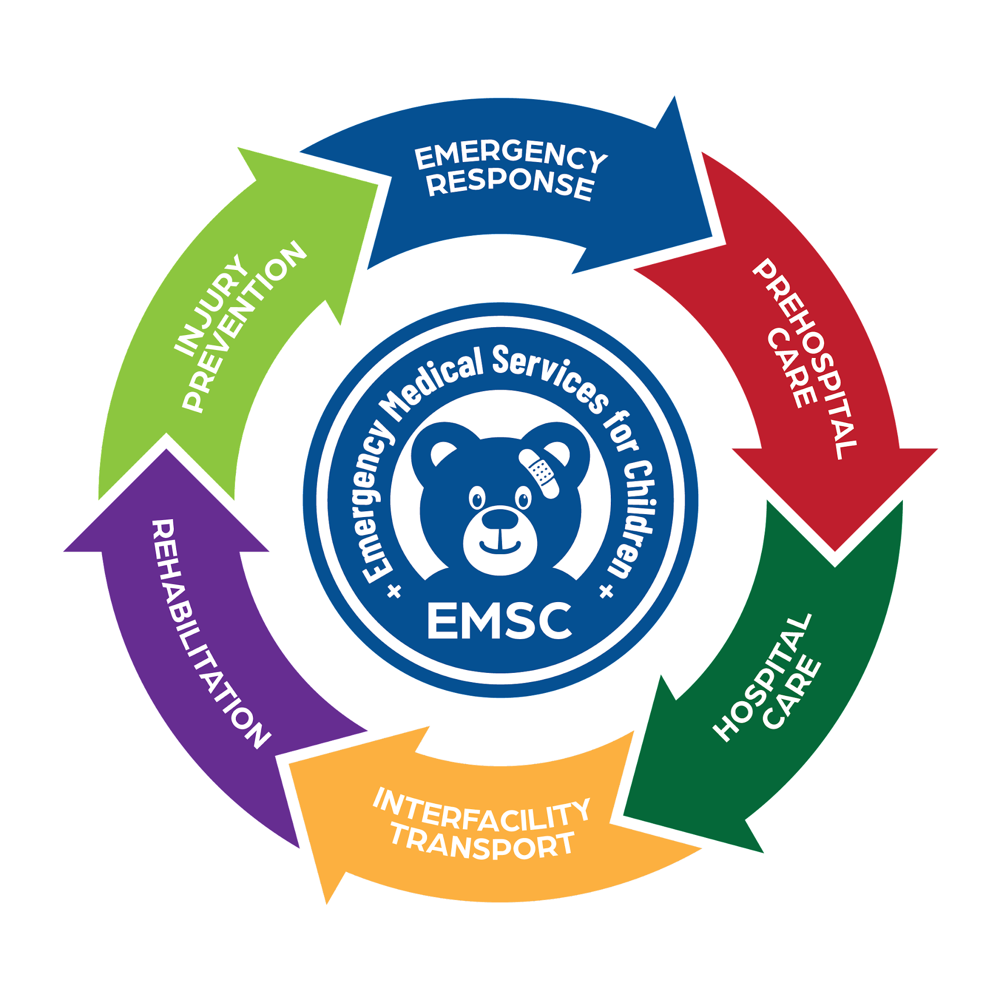 EMERGENCY
RESPONSE
PREHOSPITAL
CARE
HOSPITAL
CARE
INTERFACILITY
TRANSPORT
REHABILITATION
INJURY
PREVENTION
Emergency Medical Services for Children
EMSC